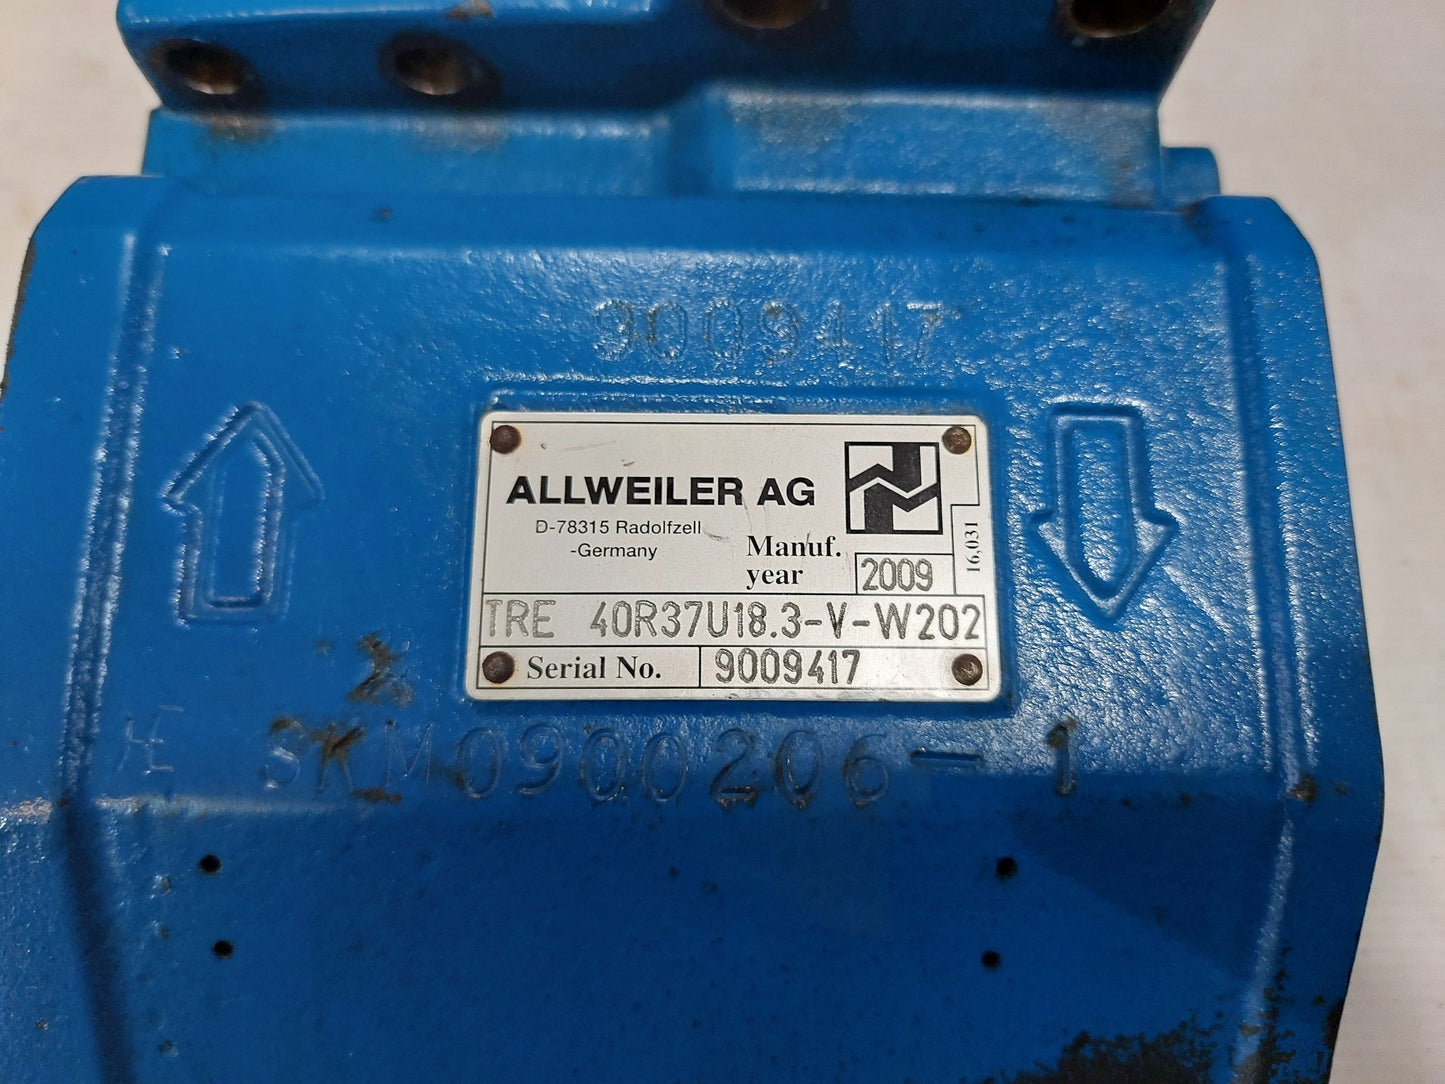 9009417
ALLWEILER AG
D-78315 Radolfzell
-Germany
Manuf.
year
2009
16,031
TRE 40R37U18.3-V-W202
Serial No. 9009417
SKM0900206-1